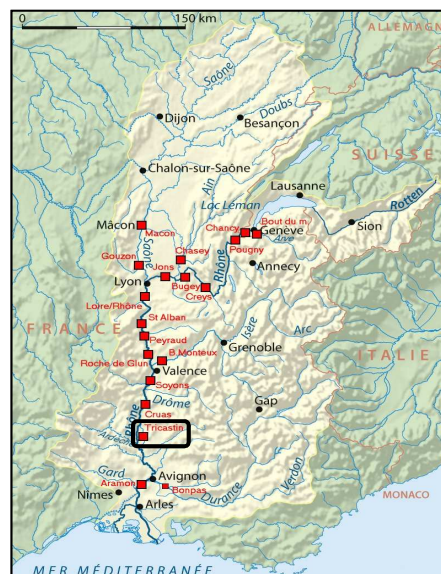 0
150 km
ALLEMAGNE
Saône
Doubs
Dijon
Besançon
SUISSE
Chalon-sur-Saône
Ain
Lausanne
Lac Léman
Rotten
Mâcon
Macon
Saône
Chancy
Bout du m.
Genève
Sion
Arve
Pougny
Gouzon
Chasey
Jons
Rhône
Annecy
Lyon
Bugey
Creys
Loire/Rhône
FRANCE
St Alban
Isère
Arc
Peyraud
Grenoble
ITALIE
Roche de Glun
B Monteux
Valence
Soyons
Drôme
Gap
Cruas
Rhône
Tricastin
Ardèche
Verdon
Gard
Avignon
Aramon
Bonpas
Durance
Nîmes
MONACO
Arles
MER MÉDITERRANÉE